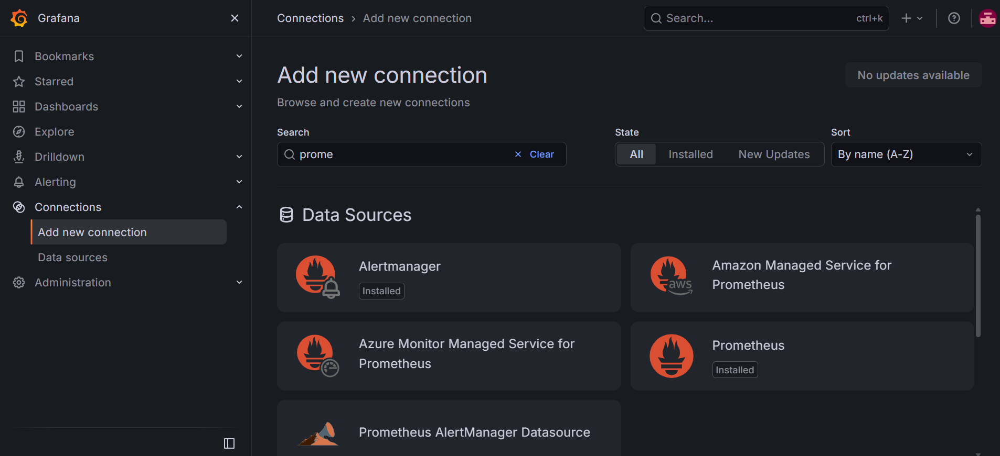 Grafana
Connections › Add new connection
Search...
ctrl+k
Bookmarks
Starred
Dashboards
Explore
Drilldown
Alerting
Connections
Add new connection
Data sources
Administration
Add new connection
No updates available
Browse and create new connections
Search
State
Sort
prome
Clear
All
Installed
New Updates
By name (A-Z)
Data Sources
Alertmanager
Installed
aws
Amazon Managed Service for
Prometheus
Azure Monitor Managed Service for
Prometheus
Prometheus
Installed
Prometheus AlertManager Datasource